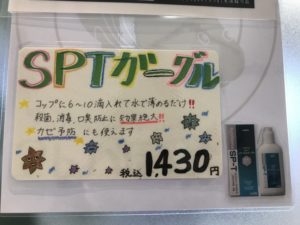 SPTガーグル
コップに6~10滴入れて水で薄めるだけ!!
殺菌、消毒、口臭防止に効果絶大!!
カゼ予防にも使えます
税込1,430円
SP-T